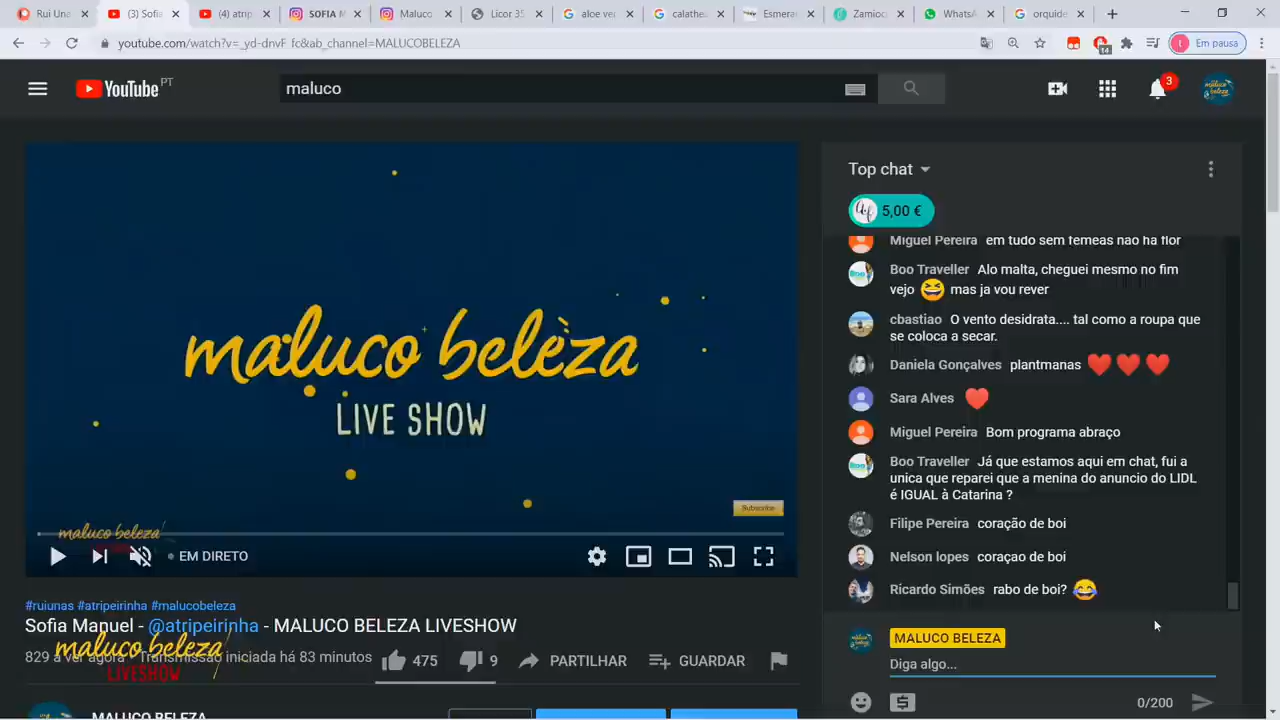 Rui Una
(3) Sofia
(4) atrip
SOFIA M
Maluco
Licor 35
aloe ver
calathe
Esmera
Zamioc
WhatsA
orquide
youtube.com/watch?v=_yd-dnvF_fc&ab_channel=MALUCOBELEZA
14
t Em pausa
YouTube PT
maluco
3
maluco beleza
LIVE SHOW
Subscribe
maluco beleza
EM DIRETO
#ruiunas #atripeirinha #malucobeleza
Sofia Manuel - @atripeirinha - MALUCO BELEZA LIVESHOW
829 a ver agora • Transmissão iniciada há 83 minutos
475
9
PARTILHAR
GUARDAR
maluco beleza
LIVESHOW
MALUCO BELEZA
Top chat
5,00 €
Miguel Pereira em tudo sem femeas nao ha flor
Boo Traveller Alo malta, cheguei mesmo no fim
vejo 😆 mas ja vou rever
cbastiao O vento desidrata.... tal como a roupa que
se coloca a secar.
Daniela Gonçalves plantmanas ❤️ ❤️ ❤️
Sara Alves ❤️
Miguel Pereira Bom programa abraço
Boo Traveller Já que estamos aqui em chat, fui a
unica que reparei que a menina do anuncio do LIDL
é IGUAL à Catarina ?
Filipe Pereira coração de boi
Nelson lopes coraçao de boi
Ricardo Simões rabo de boi? 😂
MALUCO BELEZA
Diga algo...
0/200